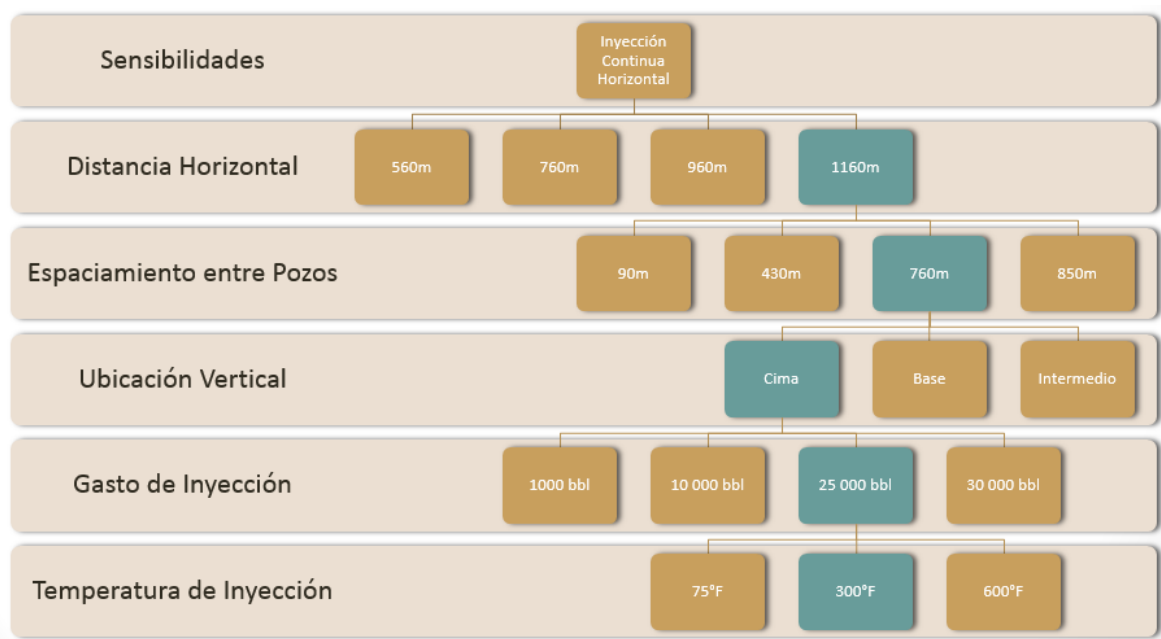 Sensibilidades
Inyección
Continua
Horizontal
Distancia Horizontal
560m
760m
960m
1160m
Espaciamiento entre Pozos
90m
430m
760m
850m
Ubicación Vertical
Cima
Base
Intermedio
Gasto de Inyección
1000 bbl
10 000 bbl
25 000 bbl
30 000 bbl
Temperatura de Inyección
75°F
300°F
600°F